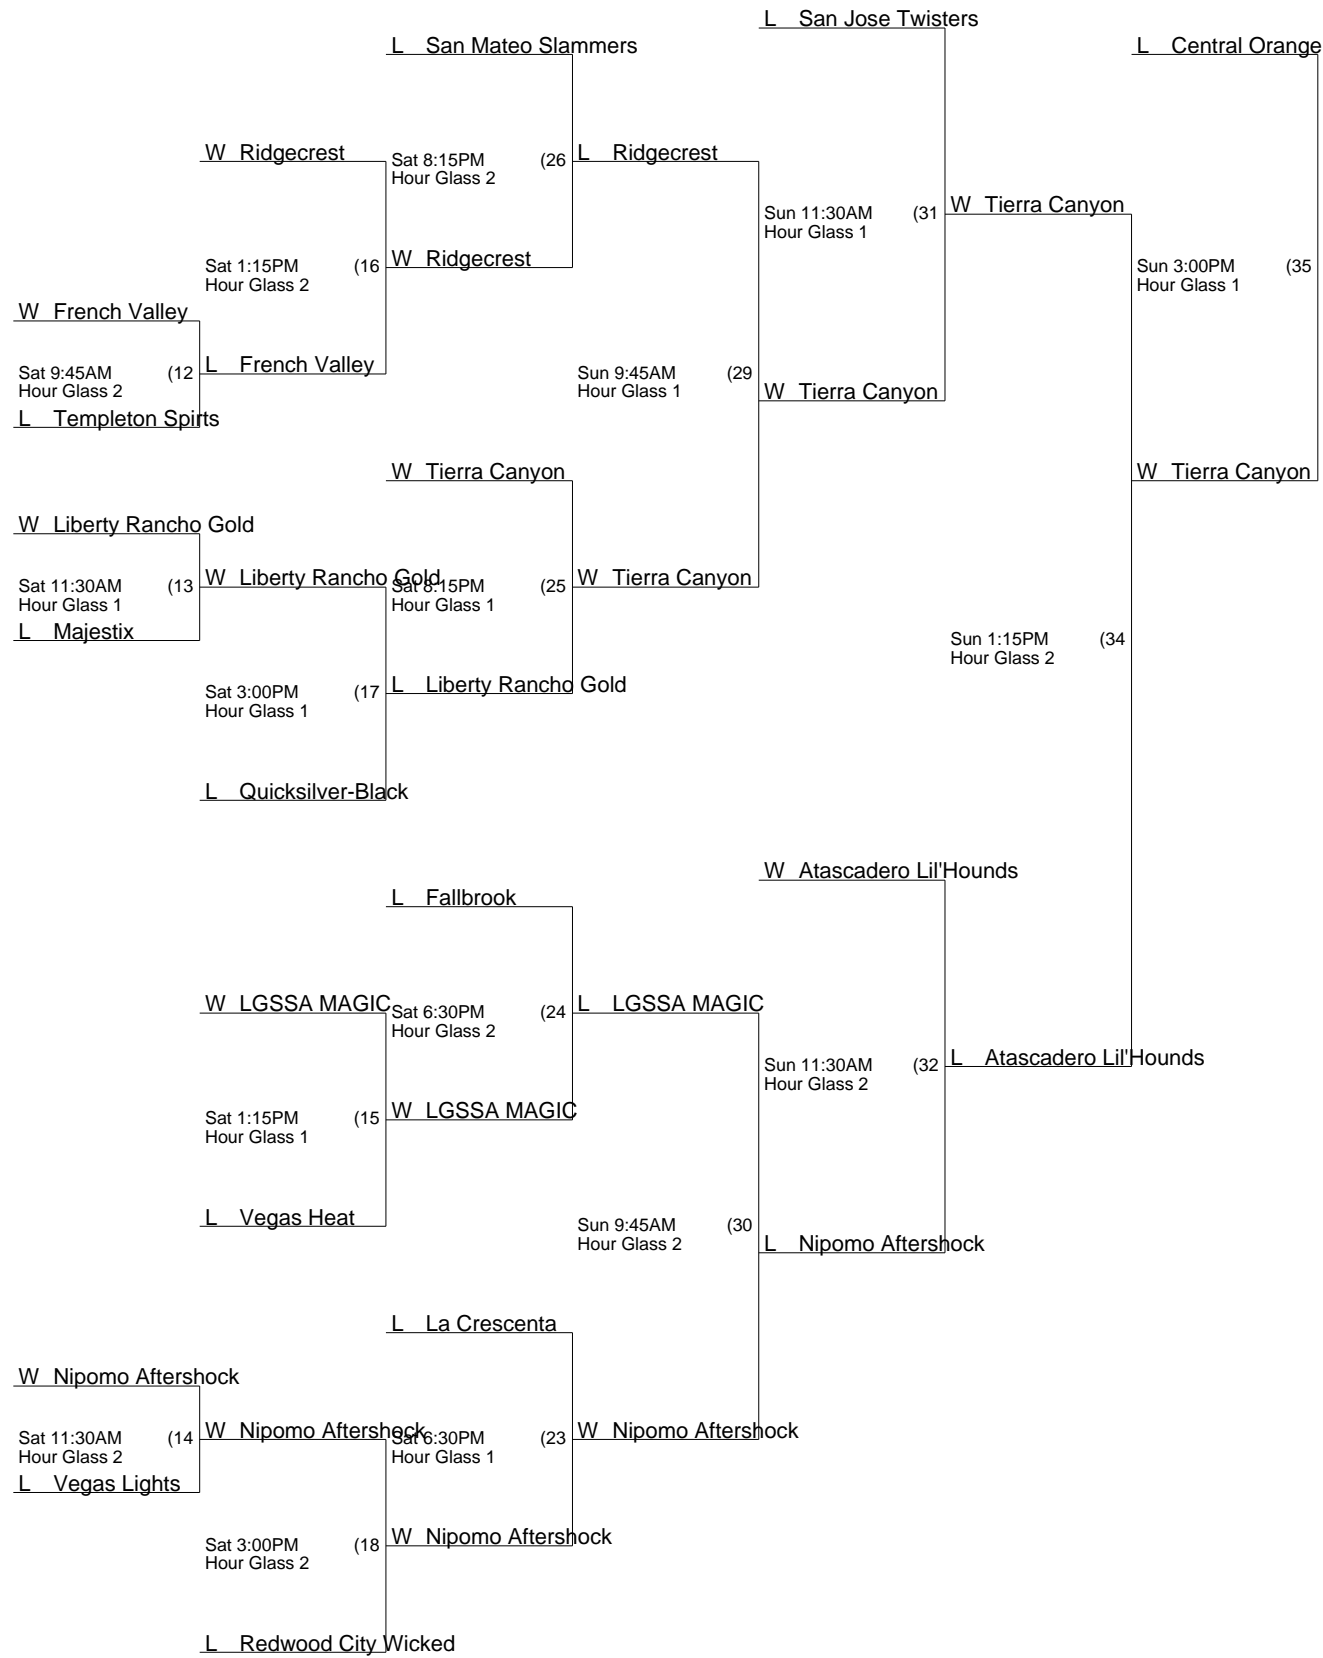 L San Jose Twisters
L San Mateo Slammers
L Central Orange
W Ridgecrest
Sat 8:15PM (26
Hour Glass 2
L Ridgecrest
Sun 11:30AM (31
Hour Glass 1
W Tierra Canyon
Sat 1:15PM (16
Hour Glass 2
W Ridgecrest
Sun 3:00PM (35
Hour Glass 1
W French Valley
Sat 9:45AM (12
Hour Glass 2
L French Valley
Sun 9:45AM (29
Hour Glass 1
W Tierra Canyon
L Templeton Spirts
W Tierra Canyon
W Tierra Canyon
W Liberty Rancho Gold
Sat 11:30AM (13
Hour Glass 1
W Liberty Rancho Gold
Sat 8:15PM (25
Hour Glass 1
W Tierra Canyon
L Majestix
Sun 1:15PM (34
Hour Glass 2
Sat 3:00PM (17
Hour Glass 1
L Liberty Rancho Gold
L Quicksilver-Black
W Atascadero Lil'Hounds
L Fallbrook
W LGSSA MAGIC
Sat 6:30PM (24
Hour Glass 2
L LGSSA MAGIC
Sun 11:30AM (32
Hour Glass 2
L Atascadero Lil'Hounds
Sat 1:15PM (15
Hour Glass 1
W LGSSA MAGIC
L Vegas Heat
Sun 9:45AM (30
Hour Glass 2
L Nipomo Aftershock
L La Crescenta
W Nipomo Aftershock
Sat 11:30AM (14
Hour Glass 2
W Nipomo Aftershock
Sat 6:30PM (23
Hour Glass 1
W Nipomo Aftershock
L Vegas Lights
Sat 3:00PM (18
Hour Glass 2
W Nipomo Aftershock
L Redwood City Wicked